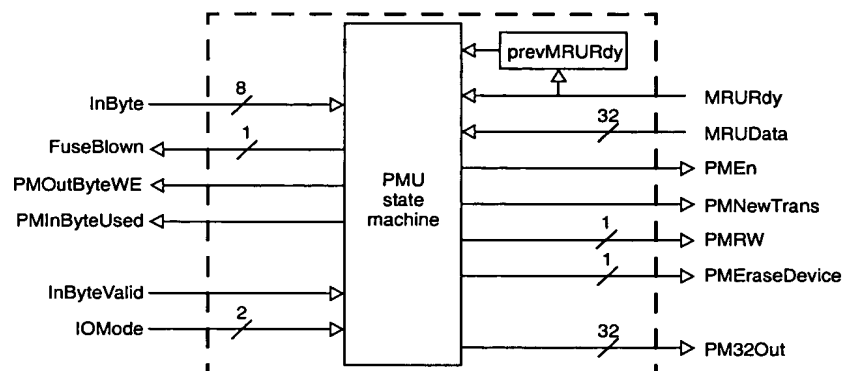 prevMRURdy
InByte
8
MRURdy
FuseBlown
1
32
MRUData
PMOutByteWE
PMU
state
machine
PMEn
PMInByteUsed
PMNewTrans
1
PMRW
1
PMEraseDevice
InByteValid
IOMode
2
32
PM32Out